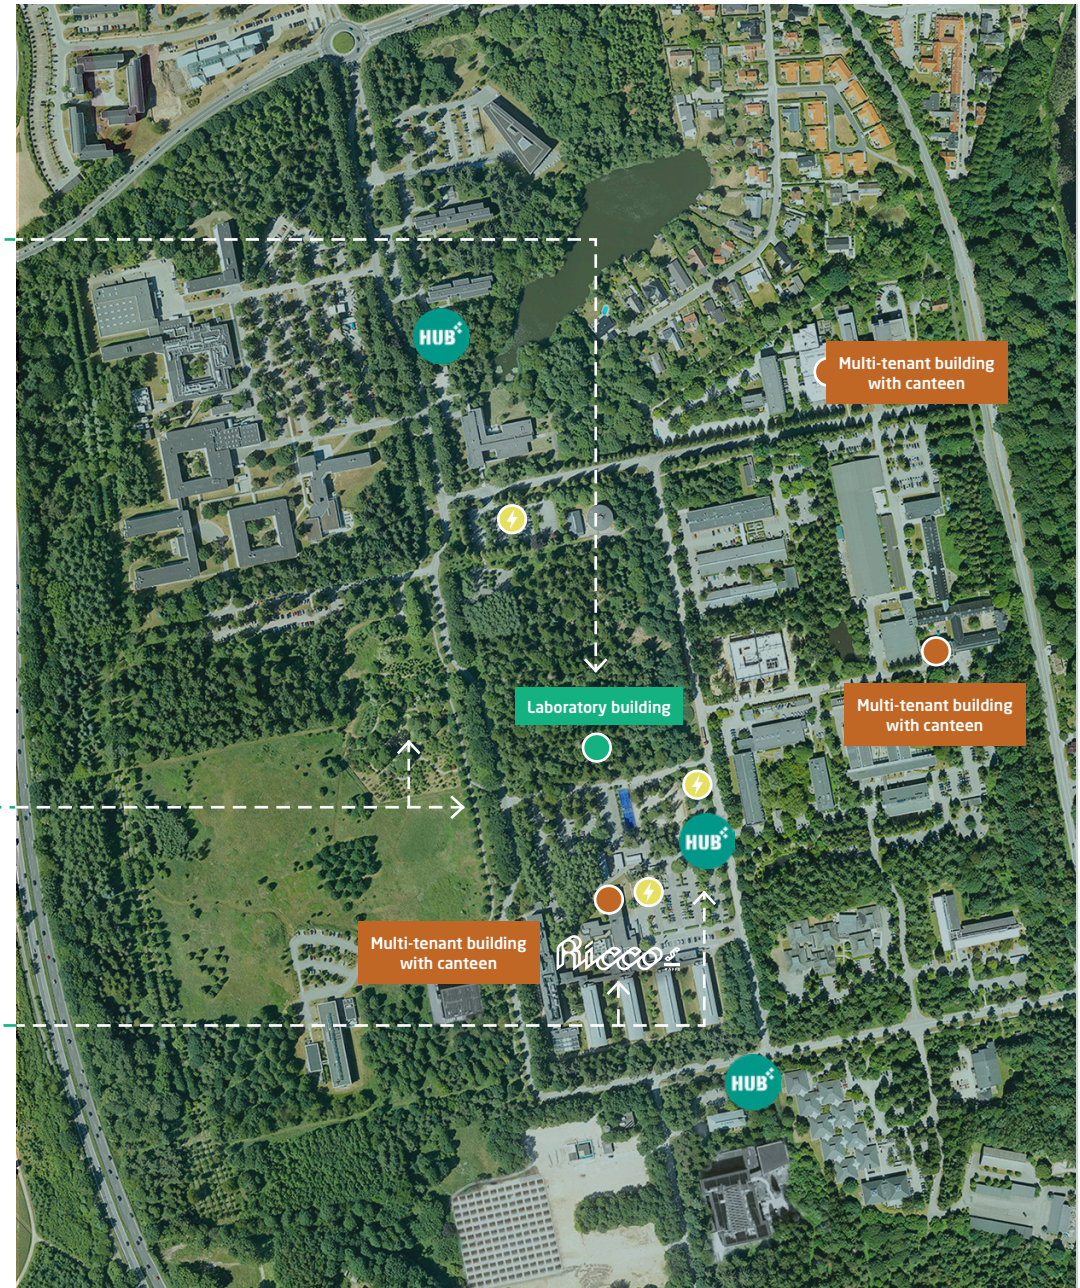 HUB
Multi-tenant building
with canteen
Laboratory building
Multi-tenant building
with canteen
HUB
Multi-tenant building
with canteen
Ricco's
HUB